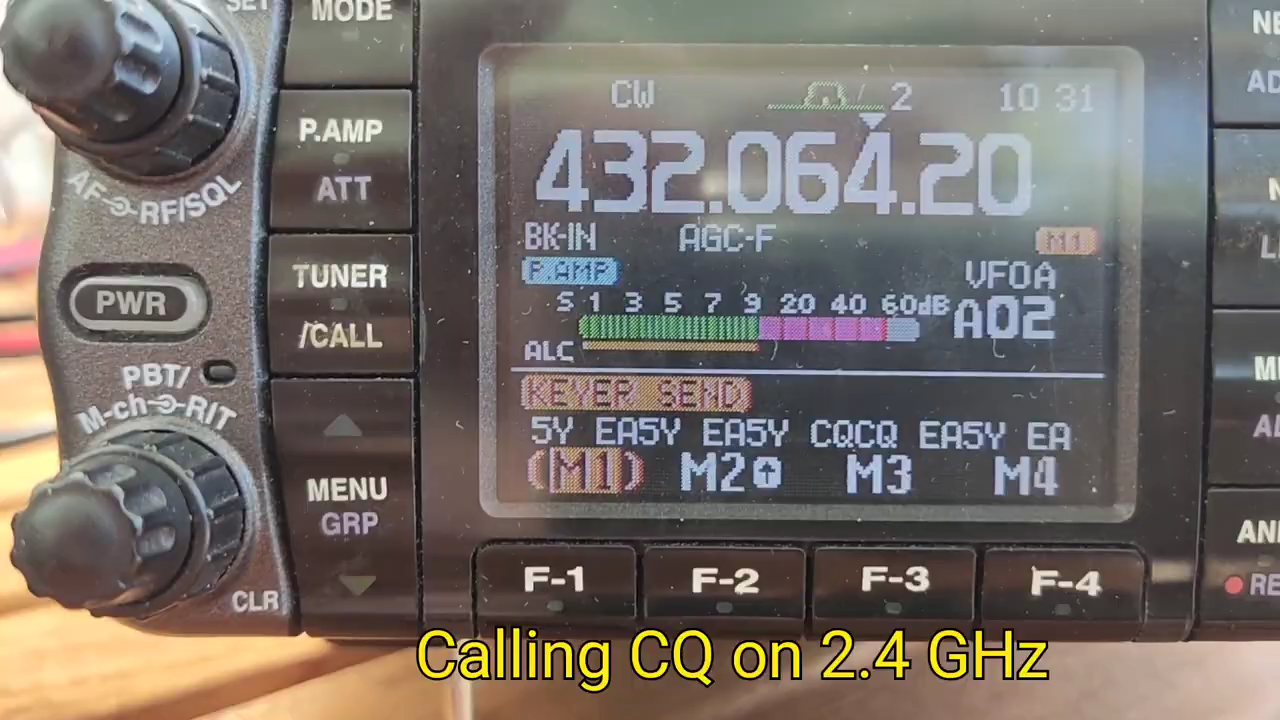 SET
MODE
P.AMP
ATT
AF RF/SQL
TUNER
/CALL
PWR
PBT/
M-ch RIT
MENU
GRP
CLR
CW 2 10 31
432.064.20
BK-IN AGC-F M1
P.AMP VFOA
S 1 3 5 7 9 20 40 60dB A02
ALC
KEYER SEND
5Y EA5Y EA5Y CQCQ EA5Y EA
(M1) M2 M3 M4
F-1 F-2 F-3 F-4
Calling CQ on 2.4 GHz